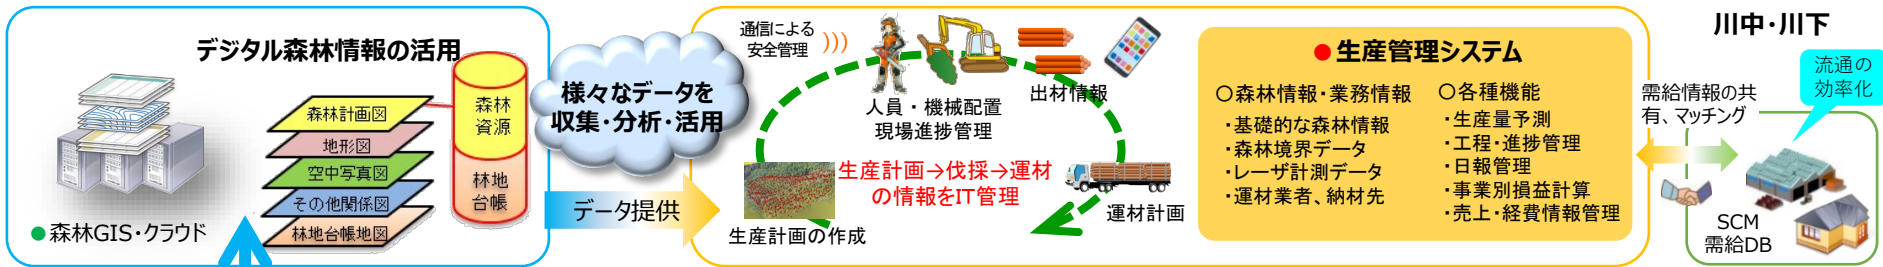 デジタル森林情報の活用
森林計画図
地形図
空中写真図
その他関係図
林地台帳地図
森林
資源
林地
台帳
●森林GIS・クラウド
様々なデータを
収集・分析・活用
データ提供
通信による
安全管理
人員・機械配置
現場進捗管理
出材情報
生産計画→伐採→運材
の情報をIT管理
運材計画
生産計画の作成
●生産管理システム
○森林情報・業務情報
・基礎的な森林情報
・森林境界データ
・レーザ計測データ
・運材業者、納材先
○各種機能
・生産量予測
・工程・進捗管理
・日報管理
・事業別損益計算
・売上・経費情報管理
川中・川下
流通の
効率化
需給情報の共
有、マッチング
SCM
需給DB